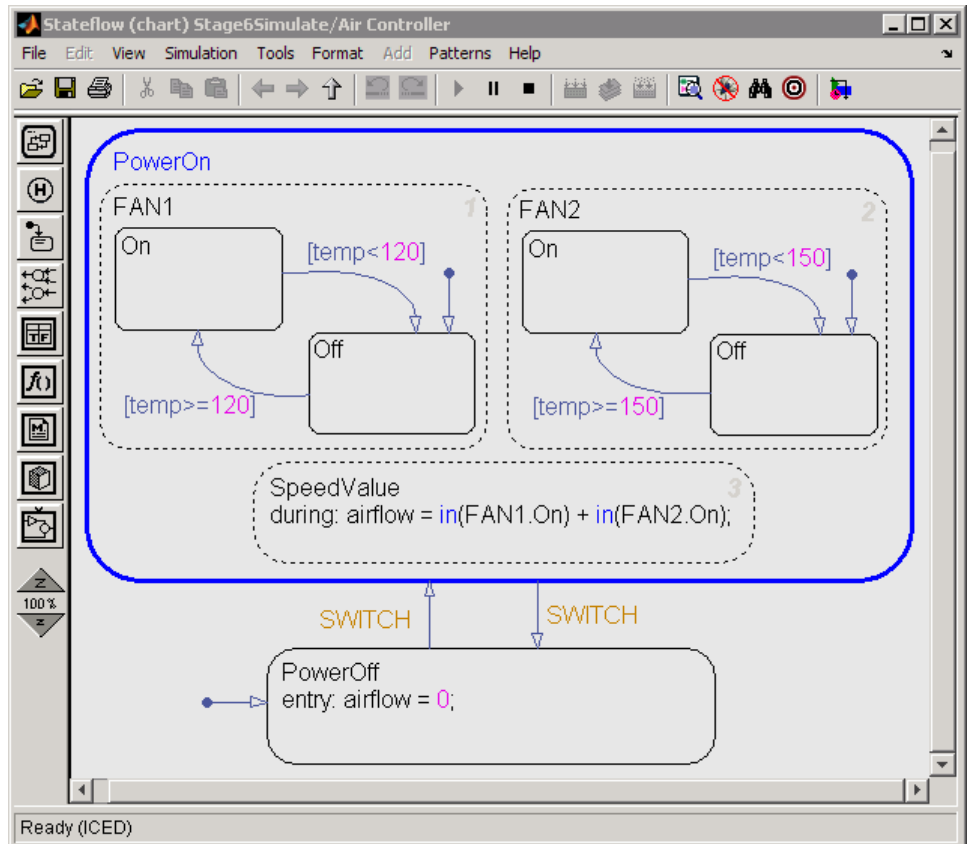 Stateflow (chart) Stage6Simulate/Air Controller
File Edit View Simulation Tools Format Add Patterns Help
PowerOn
FAN1 1
On
[temp<120]
Off
[temp>=120]
FAN2 2
On
[temp<150]
Off
[temp>=150]
SpeedValue 3
during: airflow = in(FAN1.On) + in(FAN2.On);
SWITCH
SWITCH
PowerOff
entry: airflow = 0;
H
TF
f()
M
Z
100%
Z
Ready (ICED)